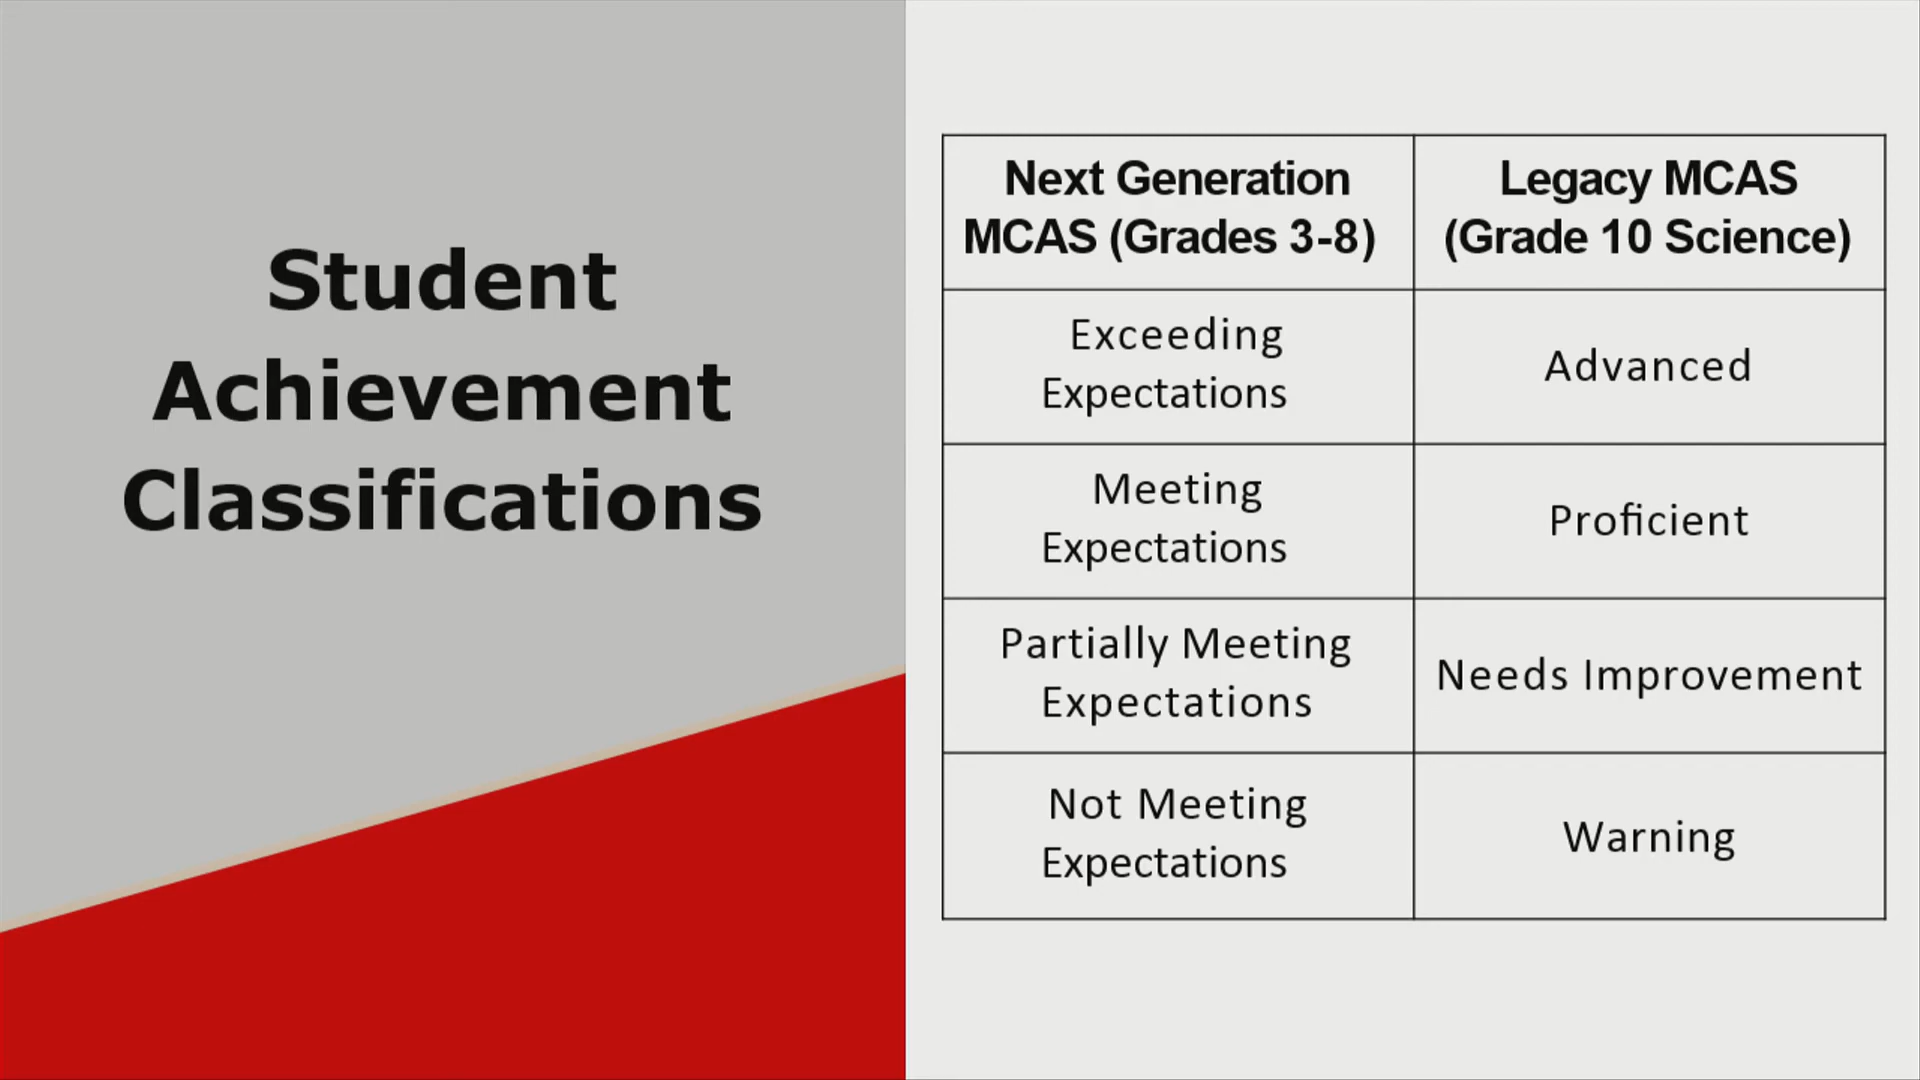 Student
Achievement
Classifications
Next Generation
MCAS (Grades 3-8)
Legacy MCAS
(Grade 10 Science)
Exceeding
Expectations
Advanced
Meeting
Expectations
Proficient
Partially Meeting
Expectations
Needs Improvement
Not Meeting
Expectations
Warning